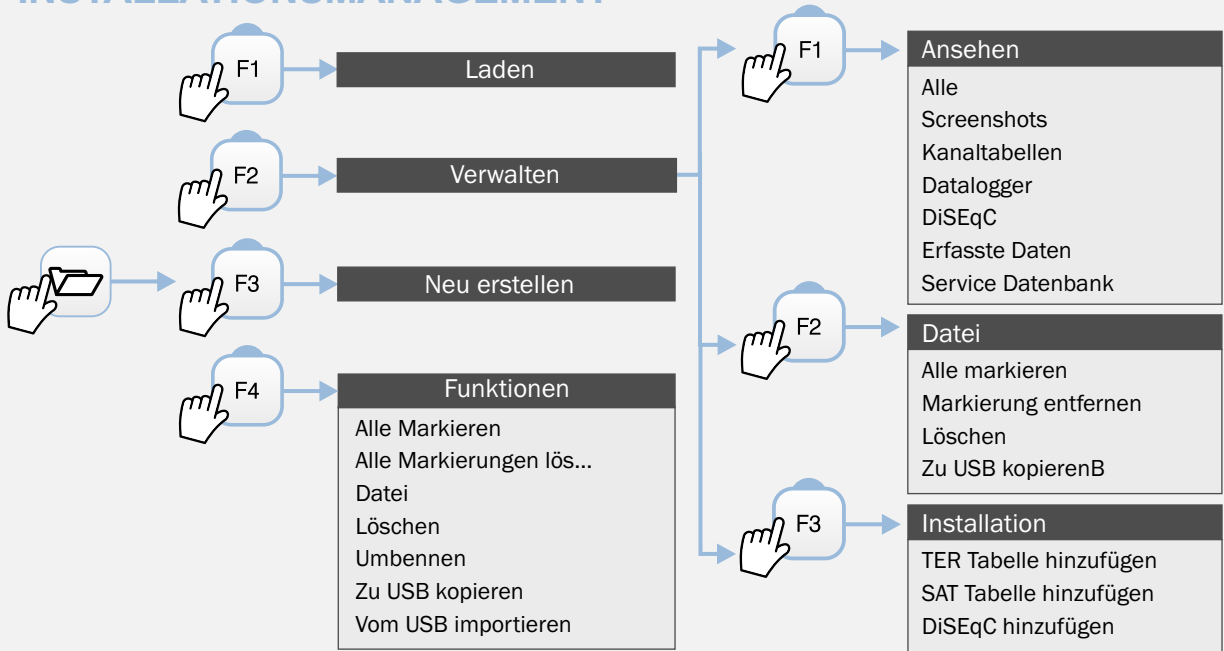 INSTALLATIONSMANAGEMENT
F1
Laden
F2
Verwalten
F3
Neu erstellen
F4
Funktionen
Alle Markieren
Alle Markierungen lös...
Datei
Löschen
Umbennen
Zu USB kopieren
Vom USB importieren
F1
Ansehen
Alle
Screenshots
Kanaltabellen
Datalogger
DiSEqC
Erfasste Daten
Service Datenbank
F2
Datei
Alle markieren
Markierung entfernen
Löschen
Zu USB kopierenB
F3
Installation
TER Tabelle hinzufügen
SAT Tabelle hinzufügen
DiSEqC hinzufügen